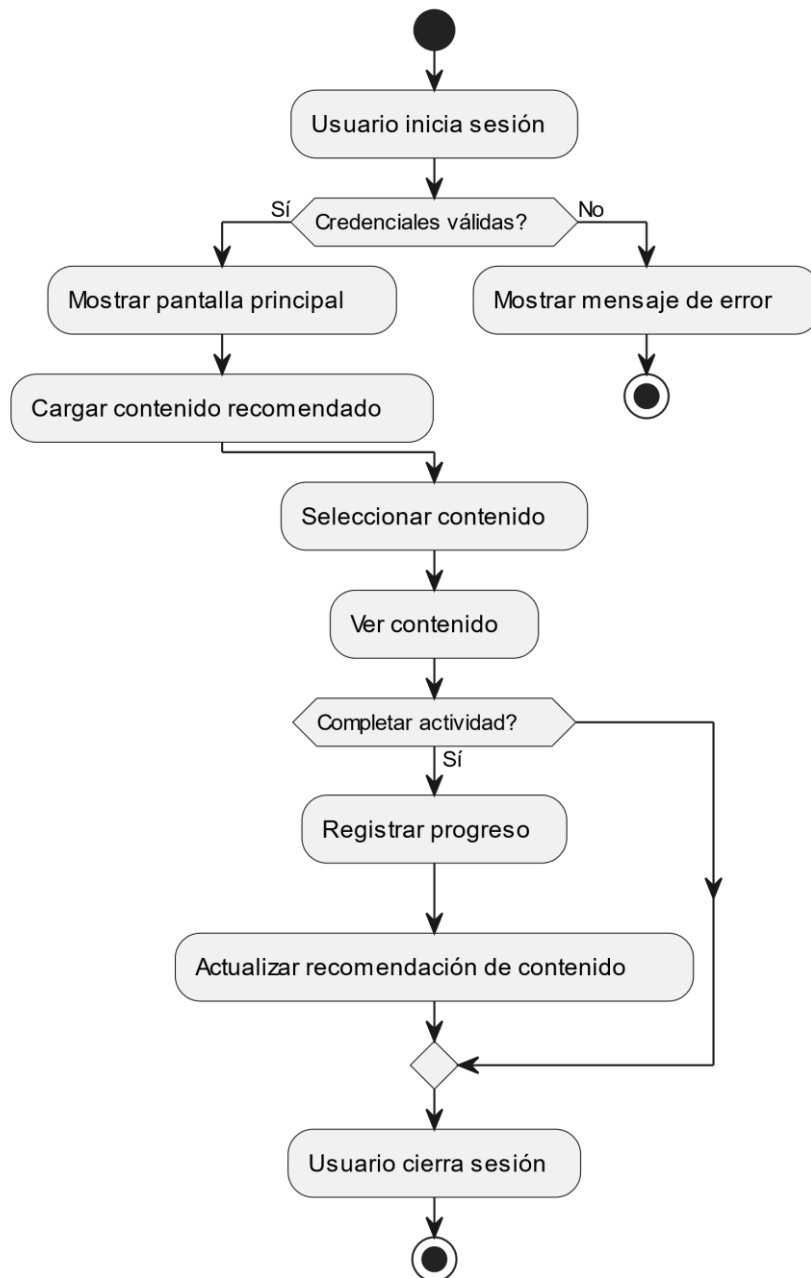 Usuario inicia sesión
Sí
Credenciales válidas?
No
Mostrar pantalla principal
Mostrar mensaje de error
Cargar contenido recomendado
Seleccionar contenido
Ver contenido
Completar actividad?
Sí
Registrar progreso
Actualizar recomendación de contenido
Usuario cierra sesión